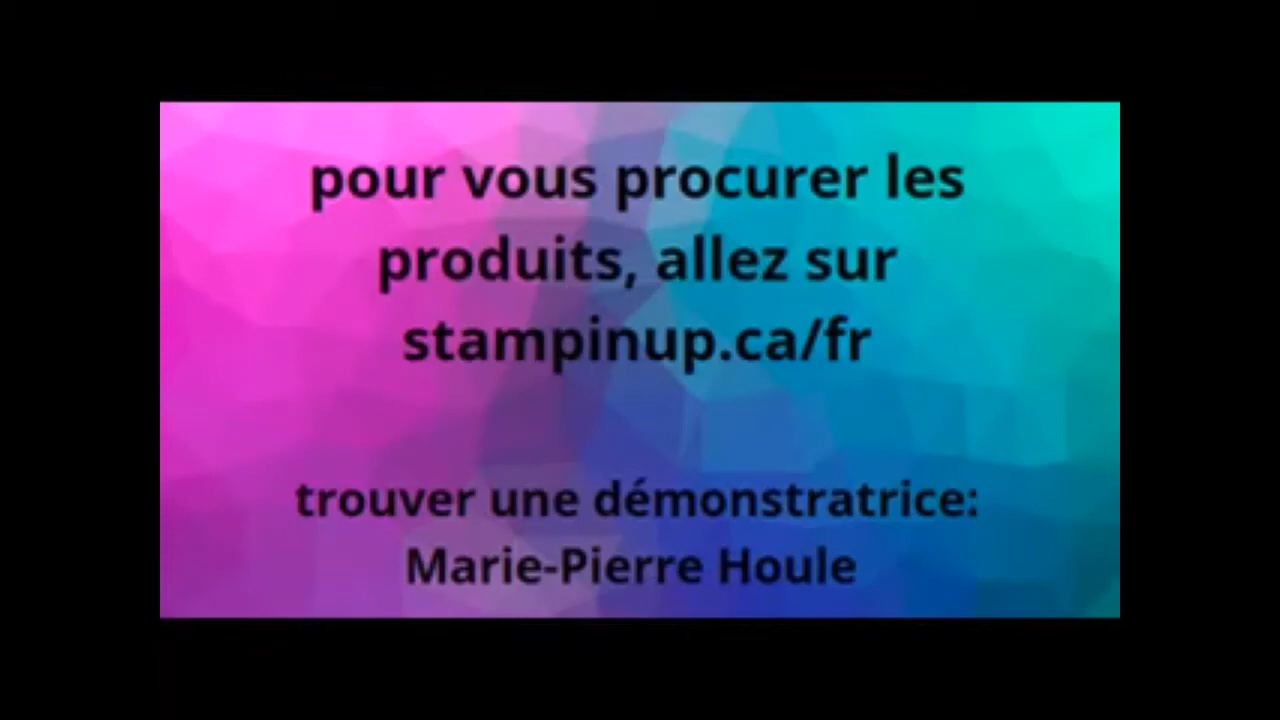 pour vous procurer les
produits, allez sur
stampinup.ca/fr
trouver une démonstratrice:
Marie-Pierre Houle